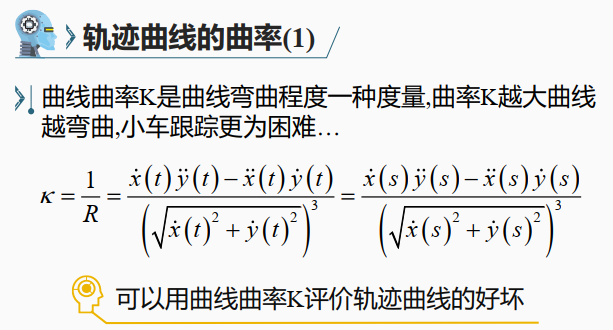 轨迹曲线的曲率(1)
曲线曲率K是曲线弯曲程度一种度量,曲率K越大曲线
越弯曲,小车跟踪更为困难…
κ = 1/R = (ẋ(t)ÿ(t) − ẍ(t)ẏ(t)) / (√(ẋ(t)² + ẏ(t)²))³ = (ẋ(s)ÿ(s) − ẍ(s)ẏ(s)) / (√(ẋ(s)² + ẏ(s)²))³
可以用曲线曲率K评价轨迹曲线的好坏